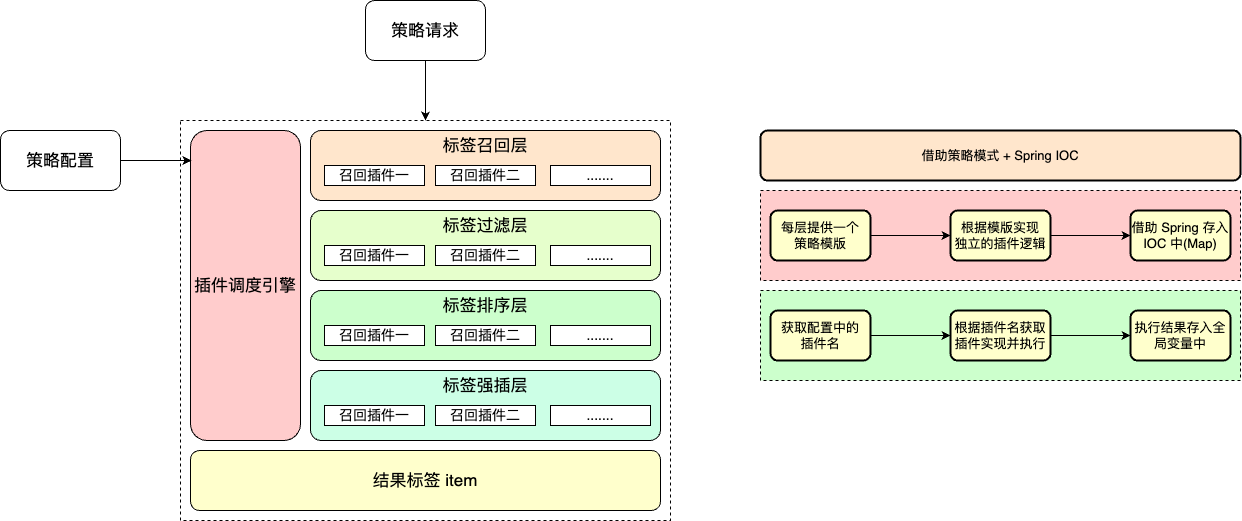 策略请求
策略配置
插件调度引擎
标签召回层
召回插件一
召回插件二
.......
标签过滤层
召回插件一
召回插件二
.......
标签排序层
召回插件一
召回插件二
.......
标签强插层
召回插件一
召回插件二
.......
结果标签 item
借助策略模式 + Spring IOC
每层提供一个
策略模版
根据模版实现
独立的插件逻辑
借助 Spring 存入
IOC 中(Map)
获取配置中的
插件名
根据插件名获取
插件实现并执行
执行结果存入全
局变量中